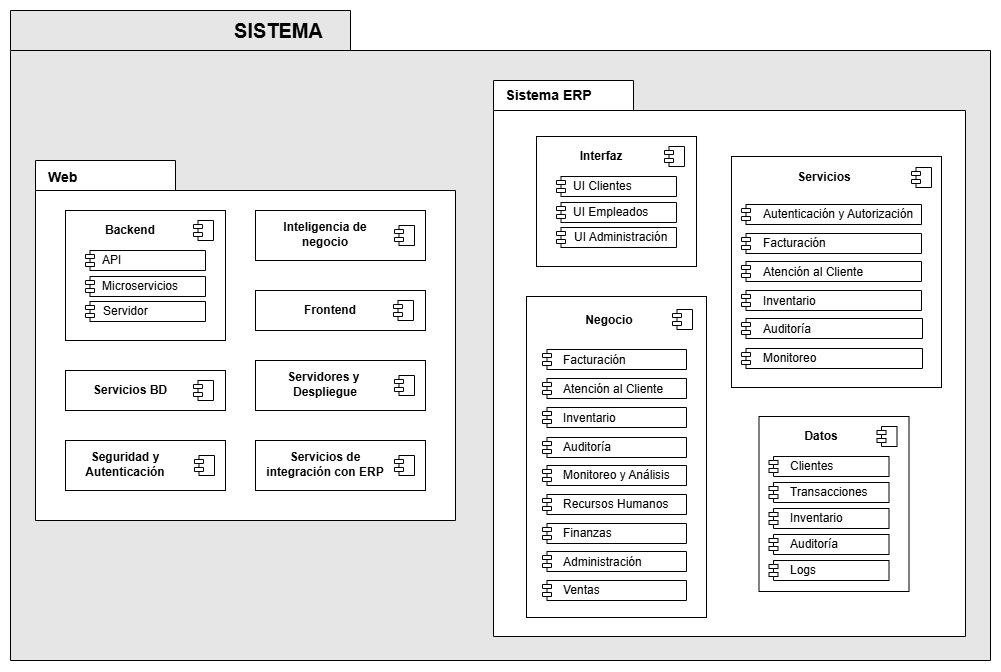 SISTEMA
Web
Backend
API
Microservicios
Servidor
Inteligencia de
negocio
Frontend
Servicios BD
Servidores y
Despliegue
Seguridad y
Autenticación
Servicios de
integración con ERP
Sistema ERP
Interfaz
UI Clientes
UI Empleados
UI Administración
Servicios
Autenticación y Autorización
Facturación
Atención al Cliente
Inventario
Auditoría
Monitoreo
Negocio
Facturación
Atención al Cliente
Inventario
Auditoría
Monitoreo y Análisis
Recursos Humanos
Finanzas
Administración
Ventas
Datos
Clientes
Transacciones
Inventario
Auditoría
Logs